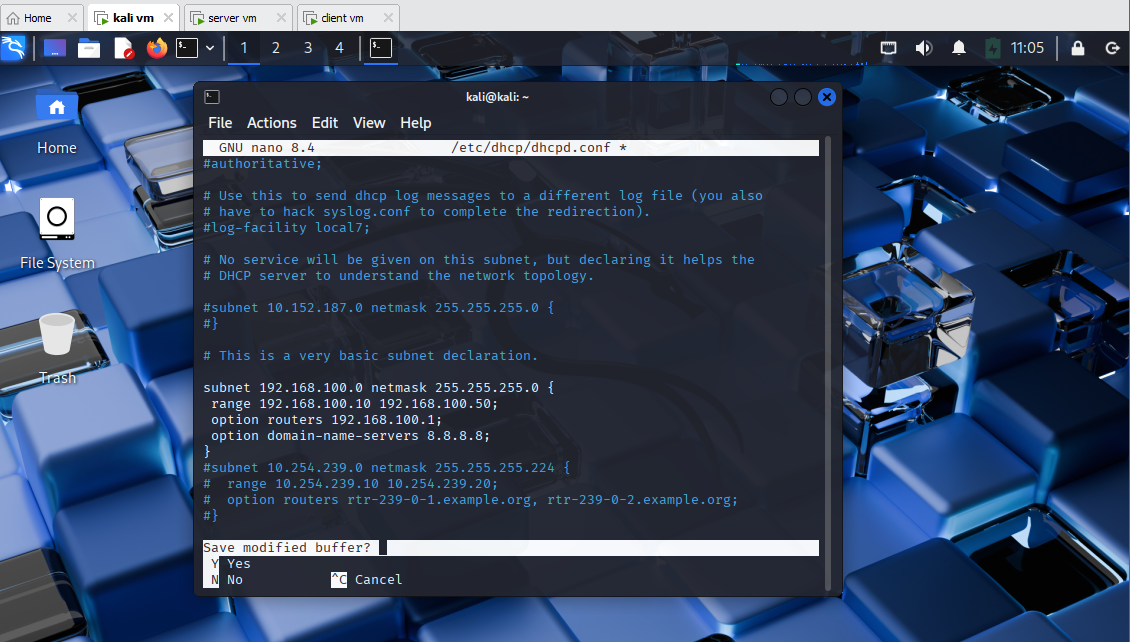 Home
kali vm
server vm
client vm
1 2 3 4
11:05
Home
File System
Trash
kali@kali: ~
File Actions Edit View Help
GNU nano 8.4 /etc/dhcp/dhcpd.conf *
#authoritative;
# Use this to send dhcp log messages to a different log file (you also
# have to hack syslog.conf to complete the redirection).
#log-facility local7;
# No service will be given on this subnet, but declaring it helps the
# DHCP server to understand the network topology.
#subnet 10.152.187.0 netmask 255.255.255.0 {
#}
# This is a very basic subnet declaration.
subnet 192.168.100.0 netmask 255.255.255.0 {
range 192.168.100.10 192.168.100.50;
option routers 192.168.100.1;
option domain-name-servers 8.8.8.8;
}
#subnet 10.254.239.0 netmask 255.255.255.224 {
#  range 10.254.239.10 10.254.239.20;
#  option routers rtr-239-0-1.example.org, rtr-239-0-2.example.org;
#}
Save modified buffer?
Y Yes
N No ^C Cancel